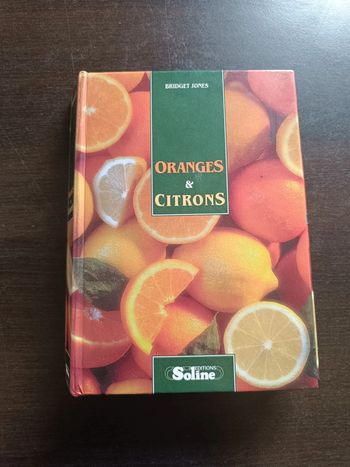 BRIDGET JONES
ORANGES
&
CITRONS
EDITIONS
Soline